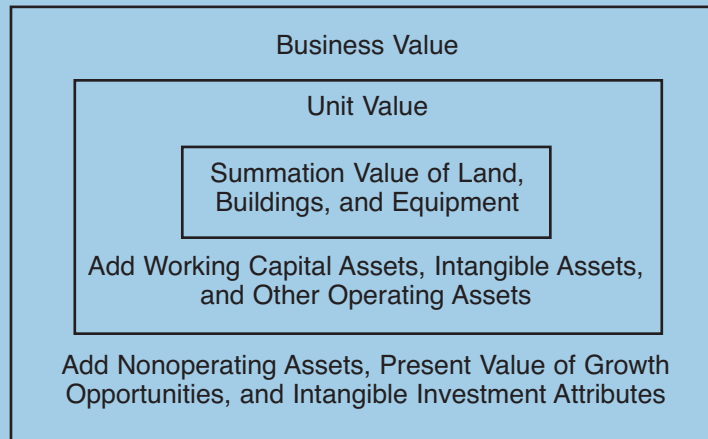 Business Value
Unit Value
Summation Value of Land,
Buildings, and Equipment
Add Working Capital Assets, Intangible Assets,
and Other Operating Assets
Add Nonoperating Assets, Present Value of Growth
Opportunities, and Intangible Investment Attributes